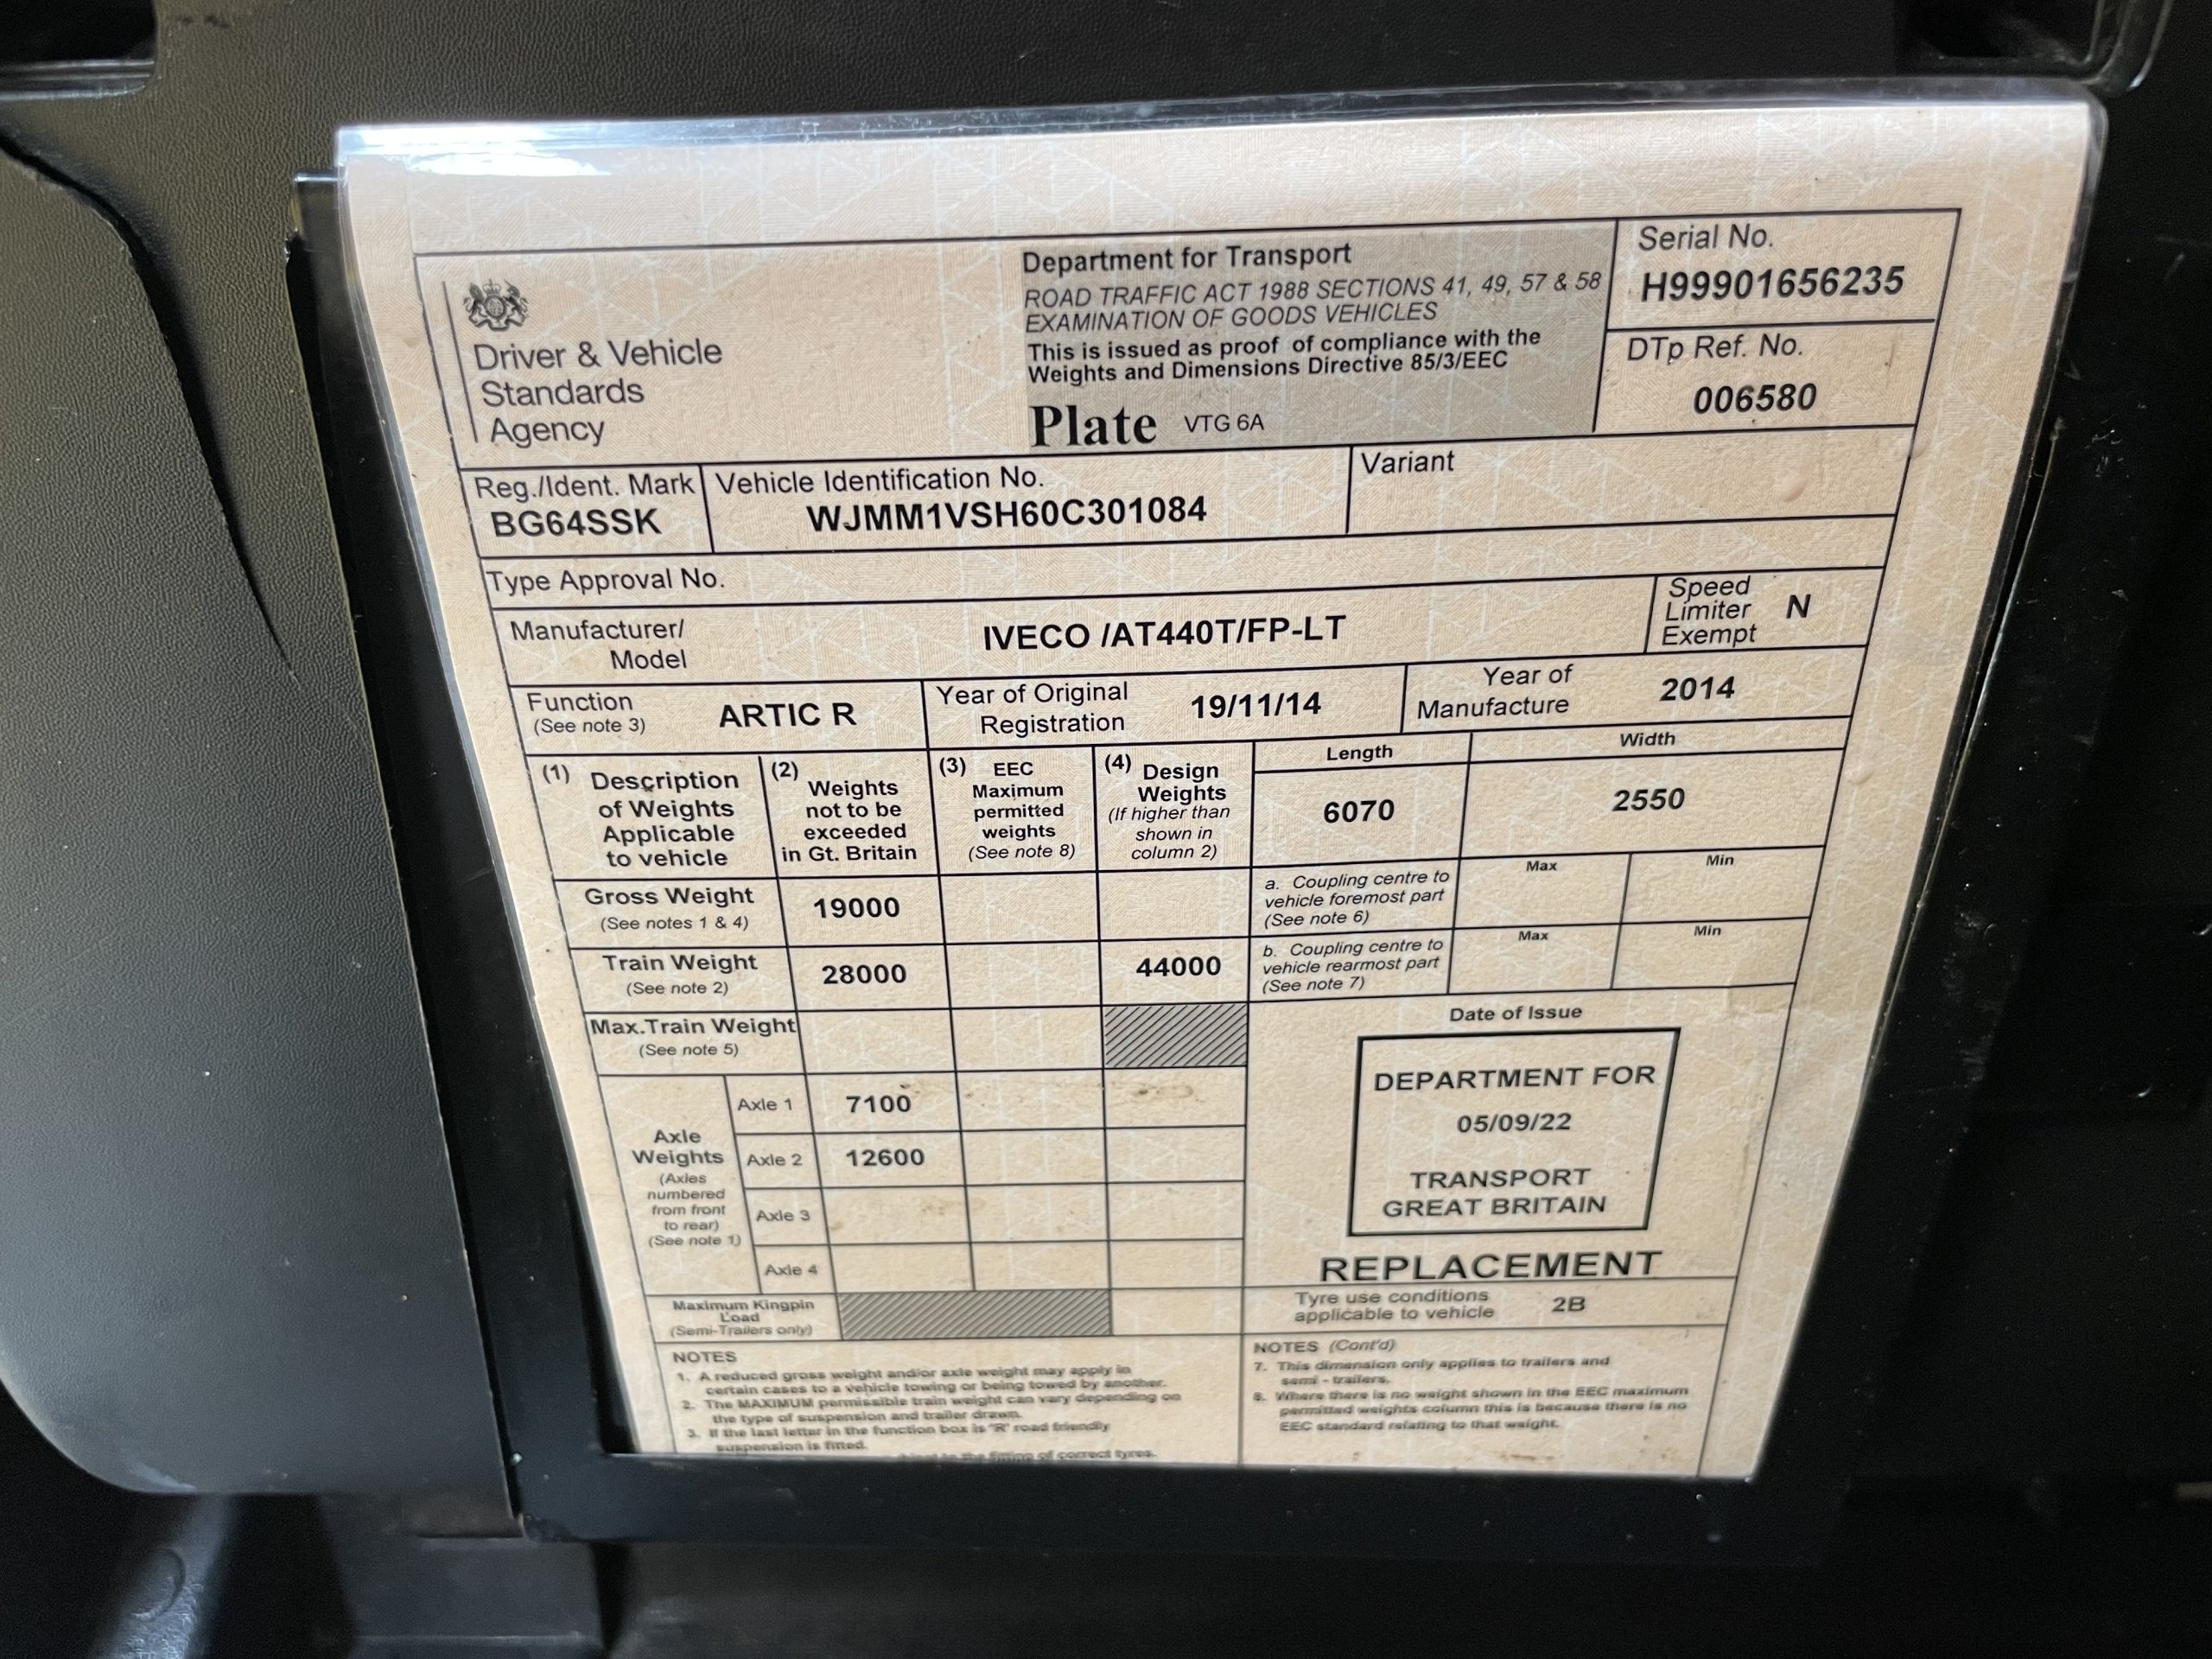 Driver & Vehicle
Standards
Agency
Department for Transport
ROAD TRAFFIC ACT 1988 SECTIONS 41, 49, 57 & 58
EXAMINATION OF GOODS VEHICLES
This is issued as proof of compliance with the
Weights and Dimensions Directive 85/3/EEC
Plate VTG 6A
Serial No.
H99901656235
DTp Ref. No.
006580
Reg./Ident. Mark
BG64SSK
Vehicle Identification No.
WJMM1VSH60C301084
Variant
Type Approval No.
Manufacturer/
Model
IVECO /AT440T/FP-LT
Speed
Limiter
Exempt
N
Function
(See note 3)
ARTIC R
Year of Original
Registration
19/11/14
Year of
Manufacture
2014
(1) Description
of Weights
Applicable
to vehicle
(2) Weights
not to be
exceeded
in Gt. Britain
(3) EEC
Maximum
permitted
weights
(See note 8)
(4) Design
Weights
(If higher than
shown in
column 2)
Length
6070
Width
2550
Gross Weight
(See notes 1 & 4)
19000
a. Coupling centre to
vehicle foremost part
(See note 6)
Max
Min
Train Weight
(See note 2)
28000
44000
b. Coupling centre to
vehicle rearmost part
(See note 7)
Max
Min
Max.Train Weight
(See note 5)
Axle
Weights
(Axles
numbered
from front
to rear)
(See note 1)
Axle 1
7100
Axle 2
12600
Axle 3
Axle 4
Maximum Kingpin
Load
(Semi-Trailers only)
Date of Issue
DEPARTMENT FOR
05/09/22
TRANSPORT
GREAT BRITAIN
REPLACEMENT
Tyre use conditions
applicable to vehicle
2B
NOTES
1. A reduced gross weight and/or axle weight may apply in
certain cases to a vehicle towing or being towed by another.
2. The MAXIMUM permissible train weight can vary depending on
the type of suspension and trailer drawn.
3. If the last letter in the function box is "R" road friendly
suspension is fitted.
to the fitting of correct tyres.
NOTES (Cont'd)
7. This dimension only applies to trailers and
semi - trailers.
8. Where there is no weight shown in the EEC maximum
permitted weights column this is because there is no
EEC standard relating to that weight.